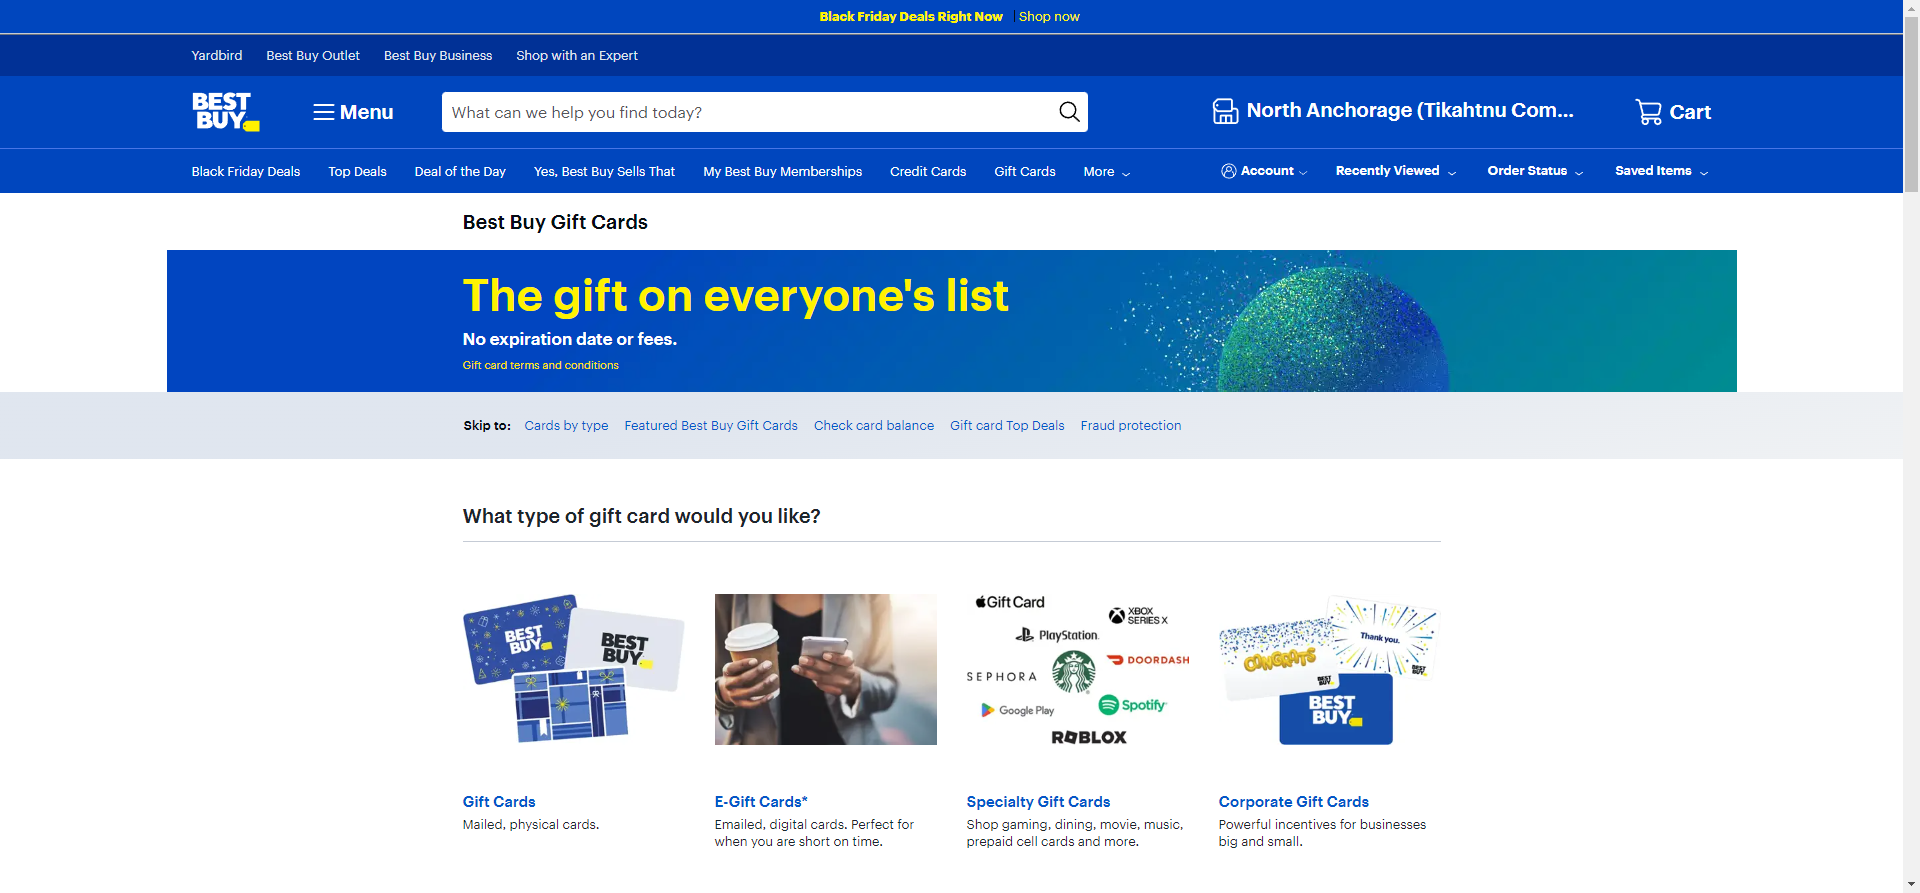 Black Friday Deals Right Now | Shop now
Yardbird Best Buy Outlet Best Buy Business Shop with an Expert
BEST BUY
Menu
What can we help you find today?
North Anchorage (Tikahtnu Com...
Cart
Black Friday Deals Top Deals Deal of the Day Yes, Best Buy Sells That My Best Buy Memberships Credit Cards Gift Cards More Account Recently Viewed Order Status Saved Items
Best Buy Gift Cards
The gift on everyone's list
No expiration date or fees.
Gift card terms and conditions
Skip to: Cards by type Featured Best Buy Gift Cards Check card balance Gift card Top Deals Fraud protection
What type of gift card would you like?
BEST BUY
BEST BUY
Gift Card
XBOX SERIES X
PlayStation
DOORDASH
SEPHORA
Google Play
Spotify
ROBLOX
Thank you.
BEST BUY
CONGRATS
BEST BUY
BEST BUY
Gift Cards
Mailed, physical cards.
E-Gift Cards*
Emailed, digital cards. Perfect for
when you are short on time.
Specialty Gift Cards
Shop gaming, dining, movie, music,
prepaid cell cards and more.
Corporate Gift Cards
Powerful incentives for businesses
big and small.